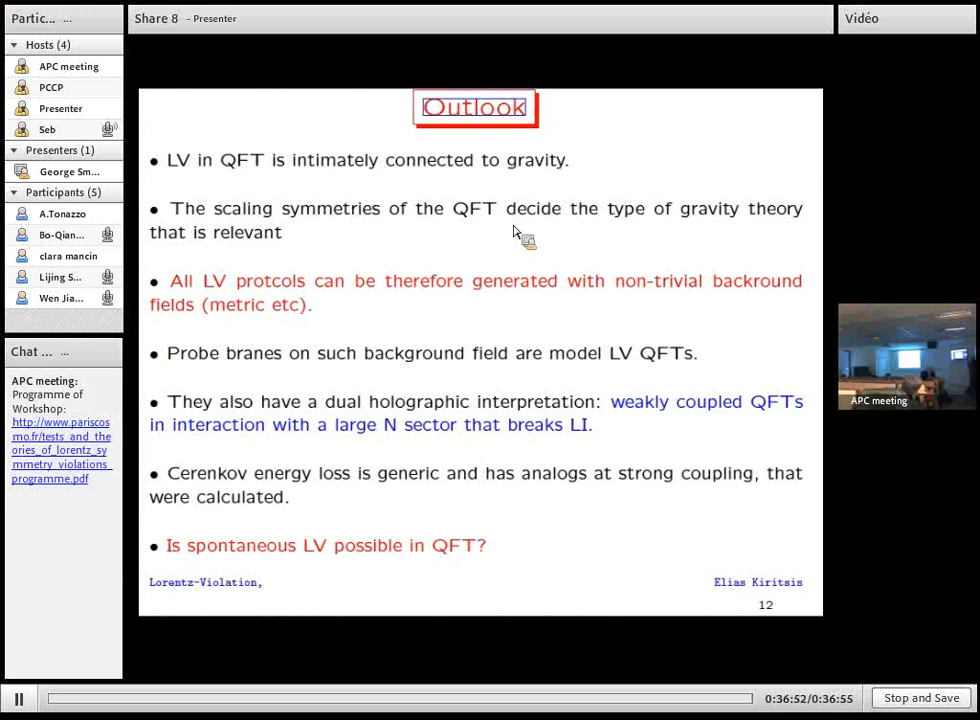 Partic... ...
Share 8 - Presenter
Vidéo
Hosts (4)
APC meeting
PCCP
Presenter
Seb
Presenters (1)
George Sm...
Participants (5)
A.Tonazzo
Bo-Qian...
clara mancin
Lijing S...
Wen Jia...
Chat ... ...
APC meeting:
Programme of
Workshop:
http://www.pariscos
mo.fr/tests_and_the
ories_of_lorentz_sy
mmetry_violations_
programme.pdf
Outlook
• LV in QFT is intimately connected to gravity.
• The scaling symmetries of the QFT decide the type of gravity theory
that is relevant
• All LV protcols can be therefore generated with non-trivial backround
fields (metric etc).
• Probe branes on such background field are model LV QFTs.
• They also have a dual holographic interpretation: weakly coupled QFTs
in interaction with a large N sector that breaks LI.
• Cerenkov energy loss is generic and has analogs at strong coupling, that
were calculated.
• Is spontaneous LV possible in QFT?
Lorentz-Violation,
Elias Kiritsis
12
APC meeting
0:36:52/0:36:55
Stop and Save